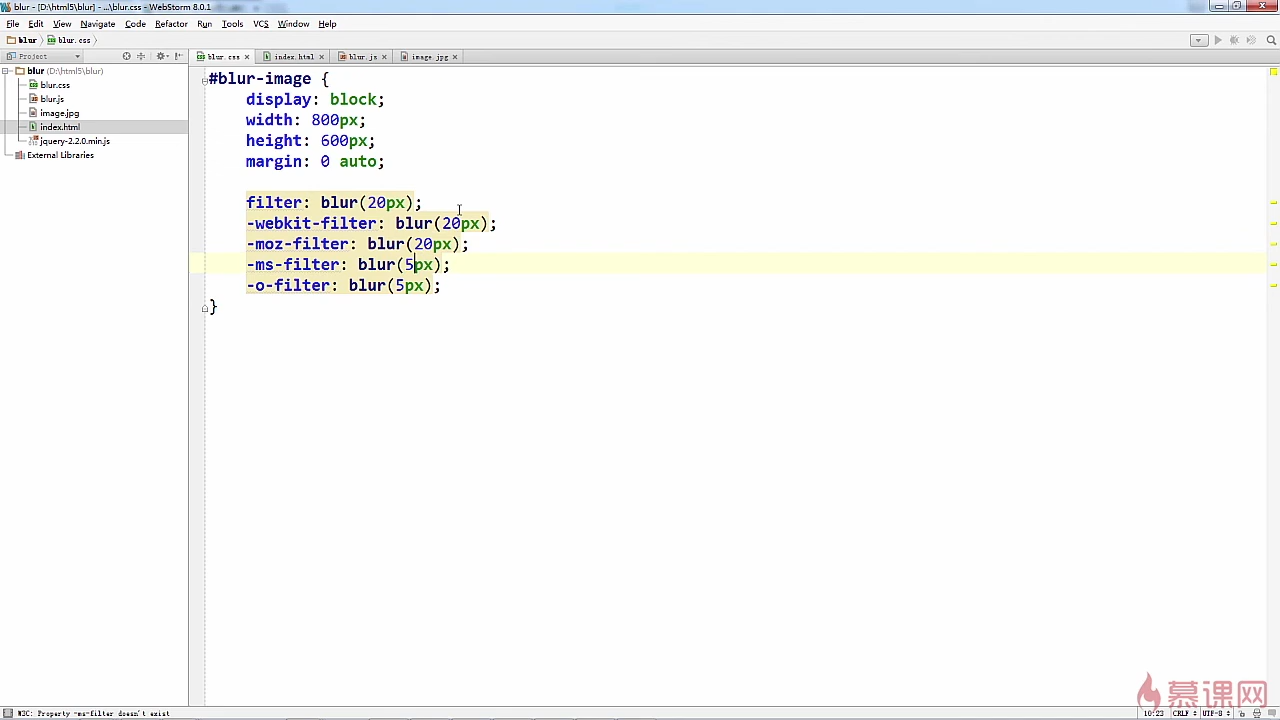 blur - [D:\html5\blur] - ...\blur.css - WebStorm 8.0.1
File Edit View Navigate Code Refactor Run Tools VCS Window Help
blur blur.css
Project
blur.css index.html blur.js image.jpg
blur (D:\html5\blur)
blur.css
blur.js
image.jpg
index.html
jquery-2.2.0.min.js
External Libraries
#blur-image {
display: block;
width: 800px;
height: 600px;
margin: 0 auto;
filter: blur(20px);
-webkit-filter: blur(20px);
-moz-filter: blur(20px);
-ms-filter: blur(5px);
-o-filter: blur(5px);
}
慕课网
W3C: Property -ms-filter doesn't exist
10:23 CRLF UTF-8